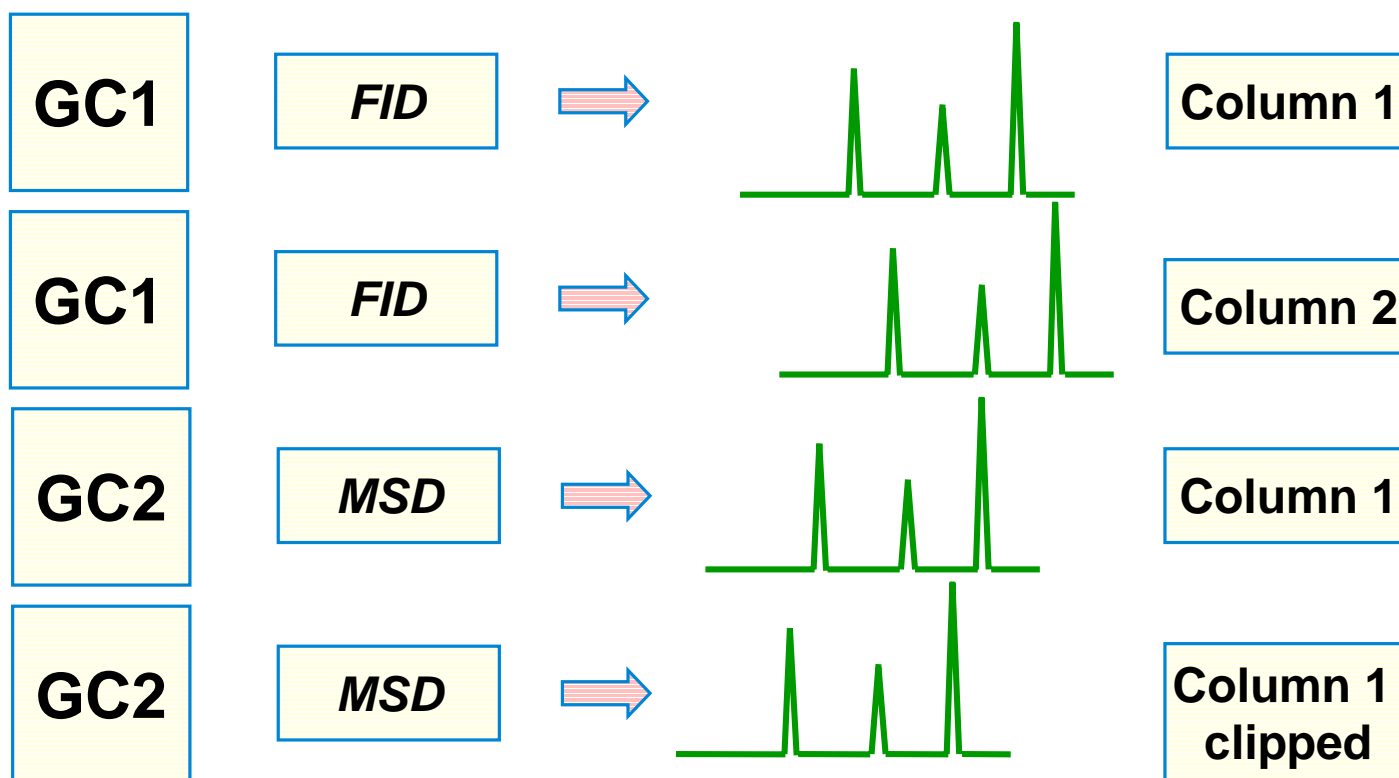 GC1
FID
Column 1
GC1
FID
Column 2
GC2
MSD
Column 1
GC2
MSD
Column 1
clipped